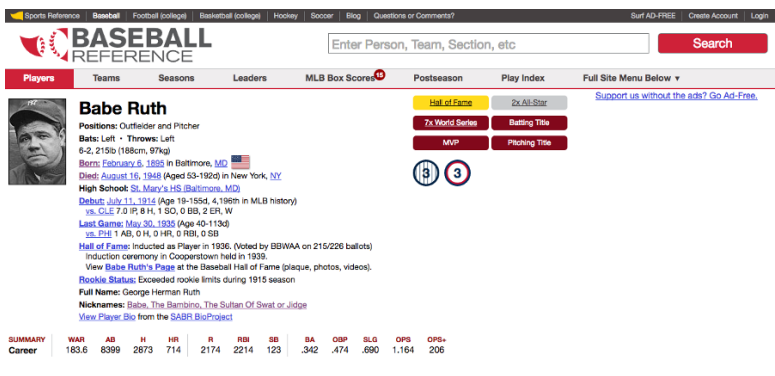 Sports Reference Baseball Football (college) Basketball (college) Hockey Soccer Blog Questions or Comments? Surf AD-FREE Create Account Login
BASEBALL
REFERENCE
Enter Person, Team, Section, etc Search
Players Teams Seasons Leaders MLB Box Scores 15 Postseason Play Index Full Site Menu Below ▼
Support us without the ads? Go Ad-Free.
Babe Ruth
Positions: Outfielder and Pitcher
Bats: Left • Throws: Left
6-2, 215lb (188cm, 97kg)
Born: February 6, 1895 in Baltimore, MD
Died: August 16, 1948 (Aged 53-192d) in New York, NY
High School: St. Mary's HS (Baltimore, MD)
Debut: July 11, 1914 (Age 19-155d, 4,196th in MLB history)
vs. CLE 7.0 IP, 8 H, 1 SO, 0 BB, 2 ER, W
Last Game: May 30, 1935 (Age 40-113d)
vs. PHI 1 AB, 0 H, 0 HR, 0 RBI, 0 SB
Hall of Fame: Inducted as Player in 1936. (Voted by BBWAA on 215/226 ballots)
Induction ceremony in Cooperstown held in 1939.
View Babe Ruth's Page at the Baseball Hall of Fame (plaque, photos, videos).
Rookie Status: Exceeded rookie limits during 1915 season
Full Name: George Herman Ruth
Nicknames: Babe, The Bambino, The Sultan Of Swat or Jidge
View Player Bio from the SABR BioProject
Hall of Fame 2x All-Star
7x World Series Batting Title
MVP Pitching Title
3 3
SUMMARY WAR AB H HR R RBI SB BA OBP SLG OPS OPS+
Career 183.6 8399 2873 714 2174 2214 123 .342 .474 .690 1.164 206